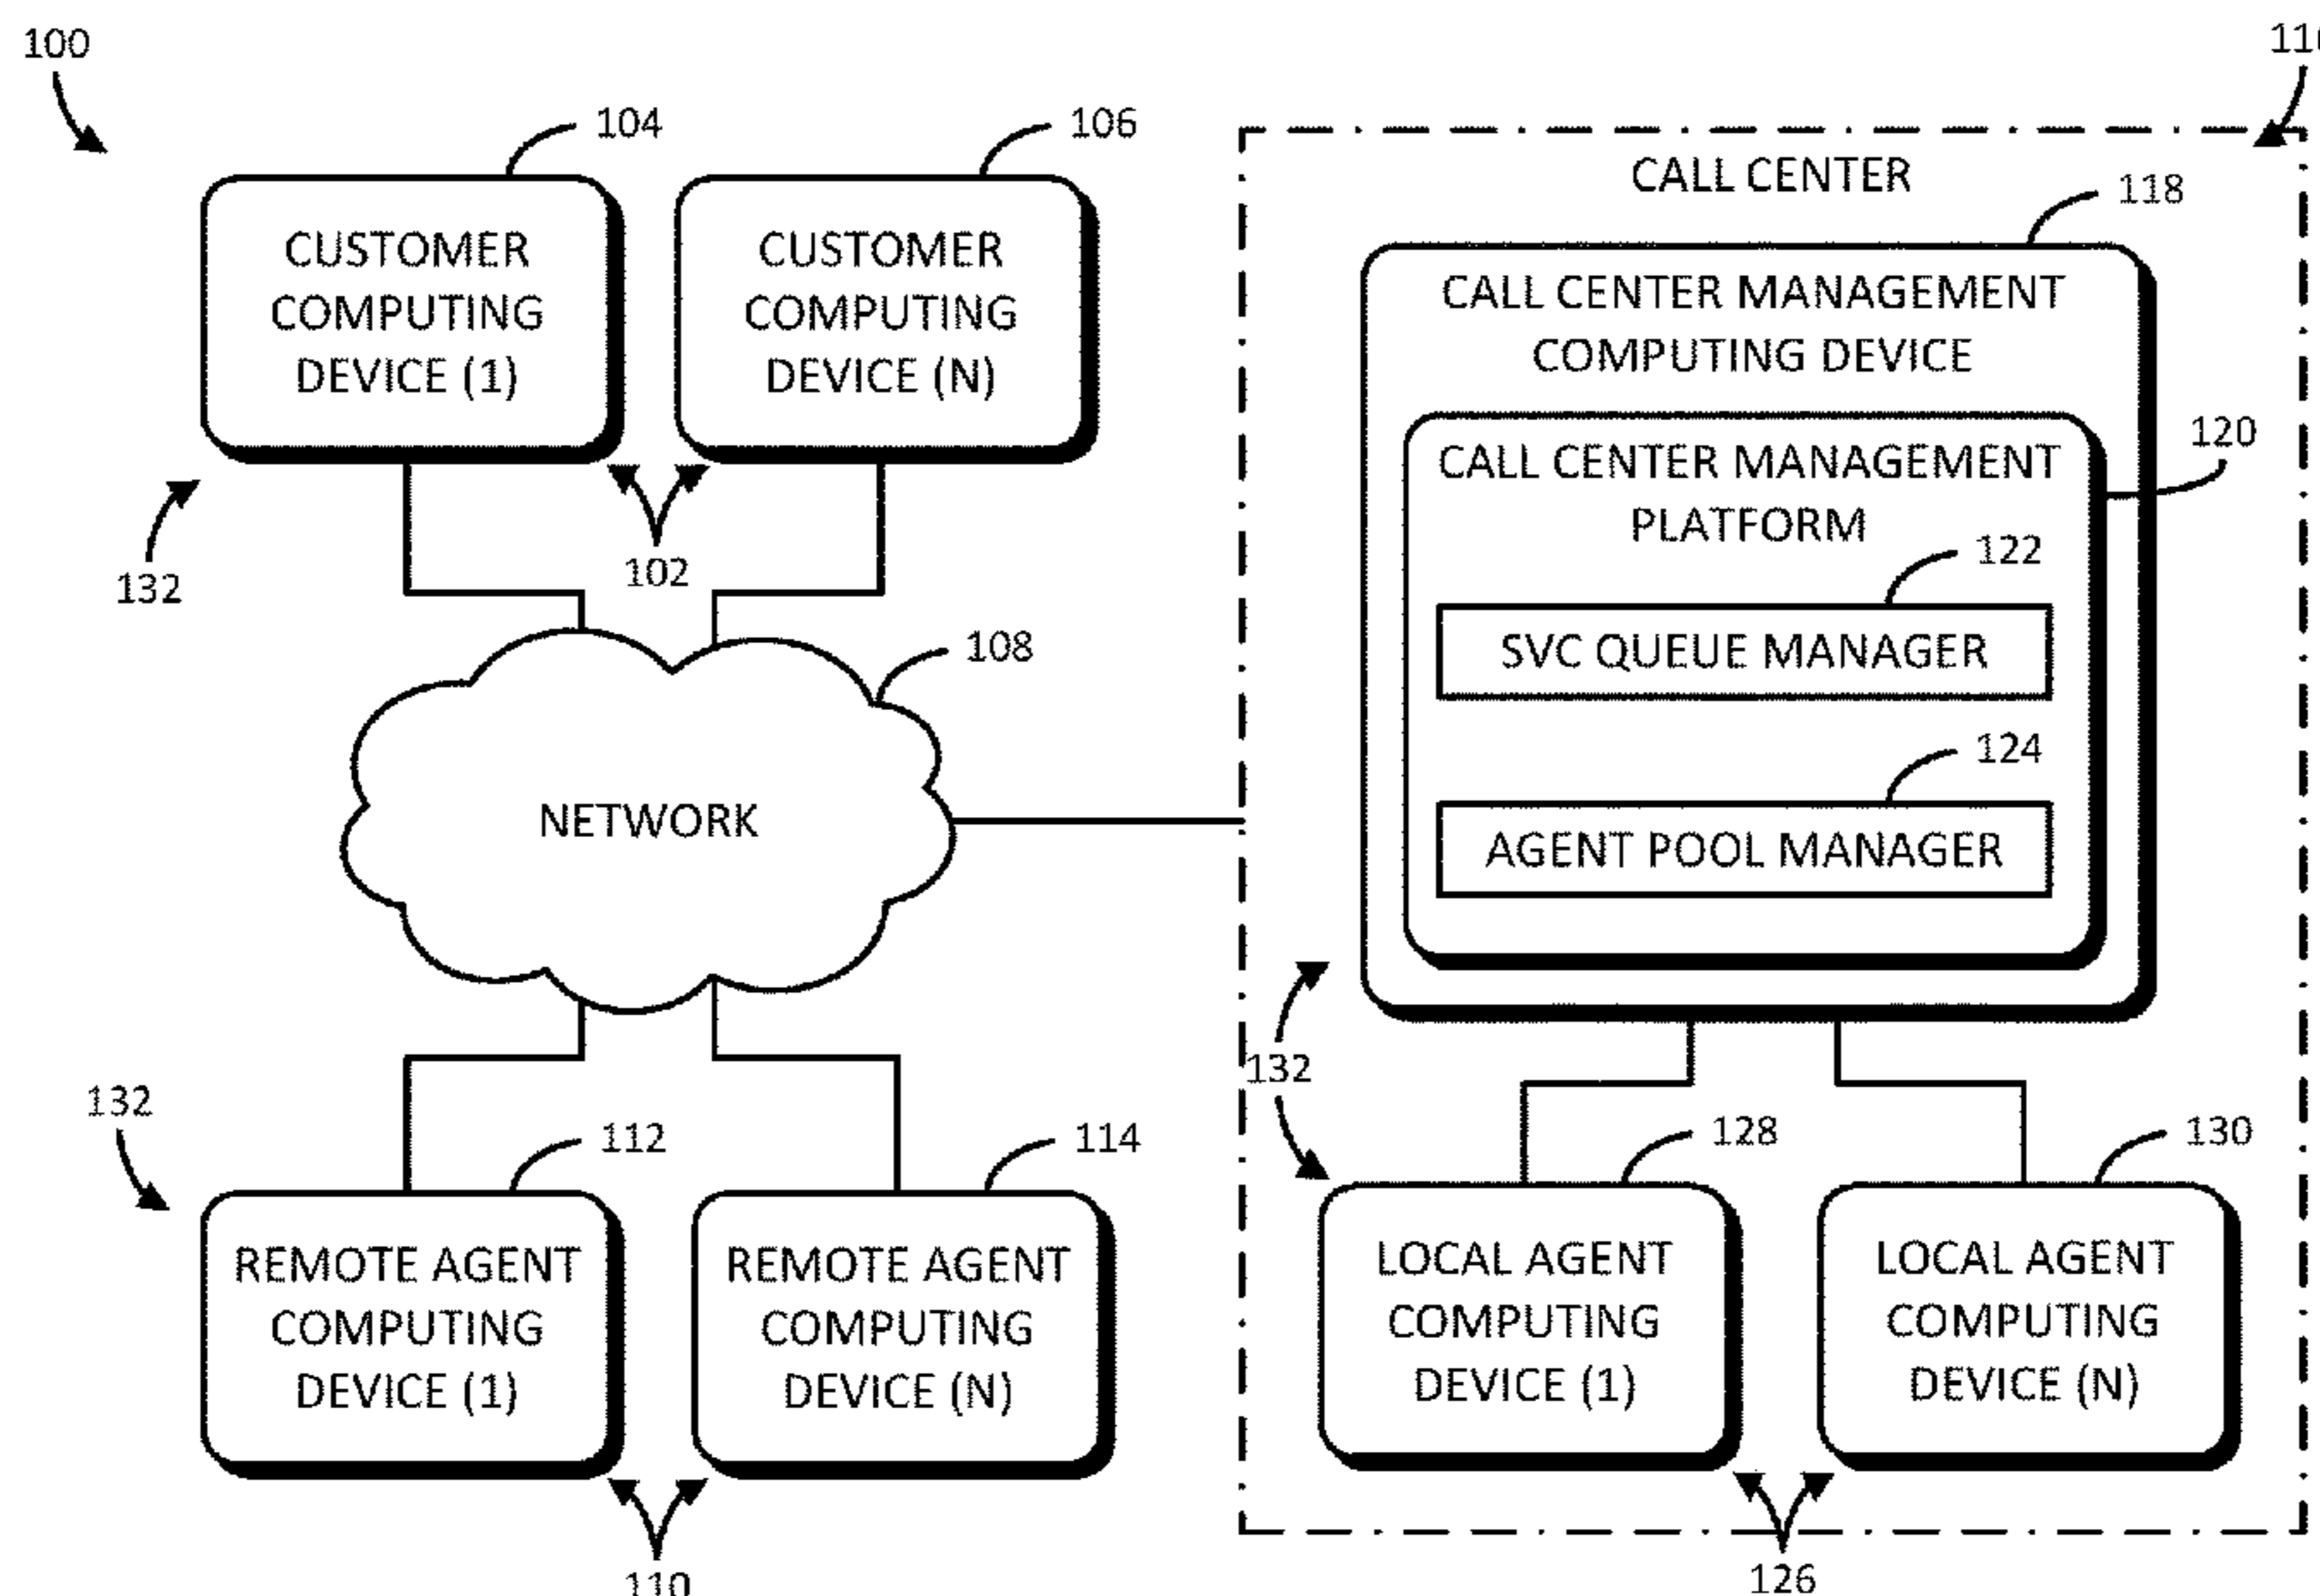 100
104
106
CUSTOMER
COMPUTING
DEVICE (1)
CUSTOMER
COMPUTING
DEVICE (N)
132
102
108
NETWORK
132
112
114
REMOTE AGENT
COMPUTING
DEVICE (1)
REMOTE AGENT
COMPUTING
DEVICE (N)
110
CALL CENTER
118
CALL CENTER MANAGEMENT
COMPUTING DEVICE
120
CALL CENTER MANAGEMENT
PLATFORM
122
SVC QUEUE MANAGER
124
AGENT POOL MANAGER
132
128
130
LOCAL AGENT
COMPUTING
DEVICE (1)
LOCAL AGENT
COMPUTING
DEVICE (N)
126